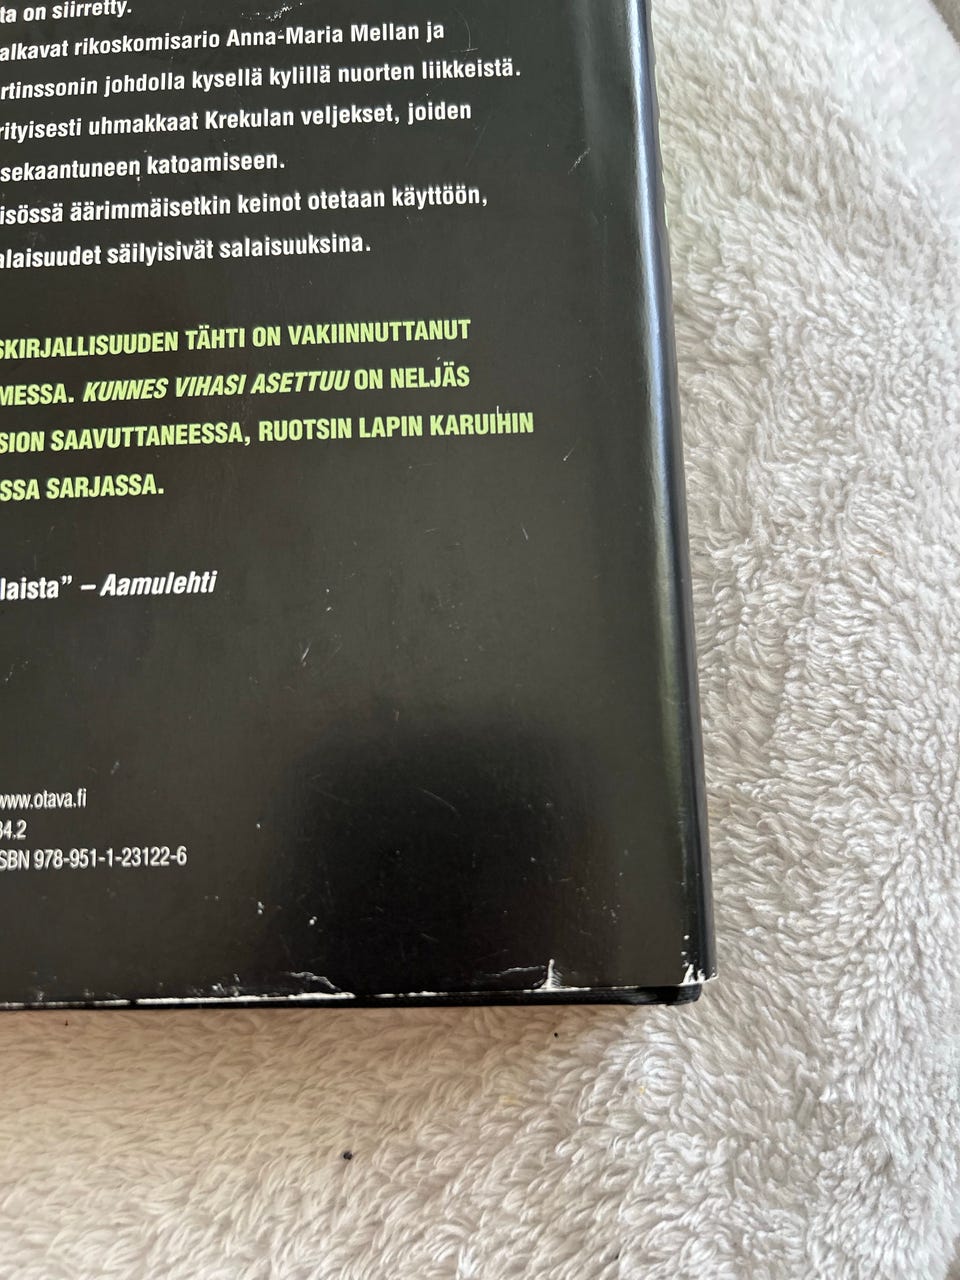 ta on siirretty.
alkavat rikoskomisario Anna-Maria Mellan ja
rtinssonin johdolla kysellä kylillä nuorten liikkeistä.
rityisesti uhmakkaat Krekulan veljekset, joiden
sekaantuneen katoamiseen.
isössä äärimmäisetkin keinot otetaan käyttöön,
alaisuudet säilyisivät salaisuuksina.
SKIRJALLISUUDEN TÄHTI ON VAKIINNUTTANUT
MESSA. KUNNES VIHASI ASETTUU ON NELJÄS
SION SAAVUTTANEESSA, RUOTSIN LAPIN KARUIHIN
SSA SARJASSA.
laista” – Aamulehti
www.otava.fi
84.2
SBN 978-951-1-23122-6